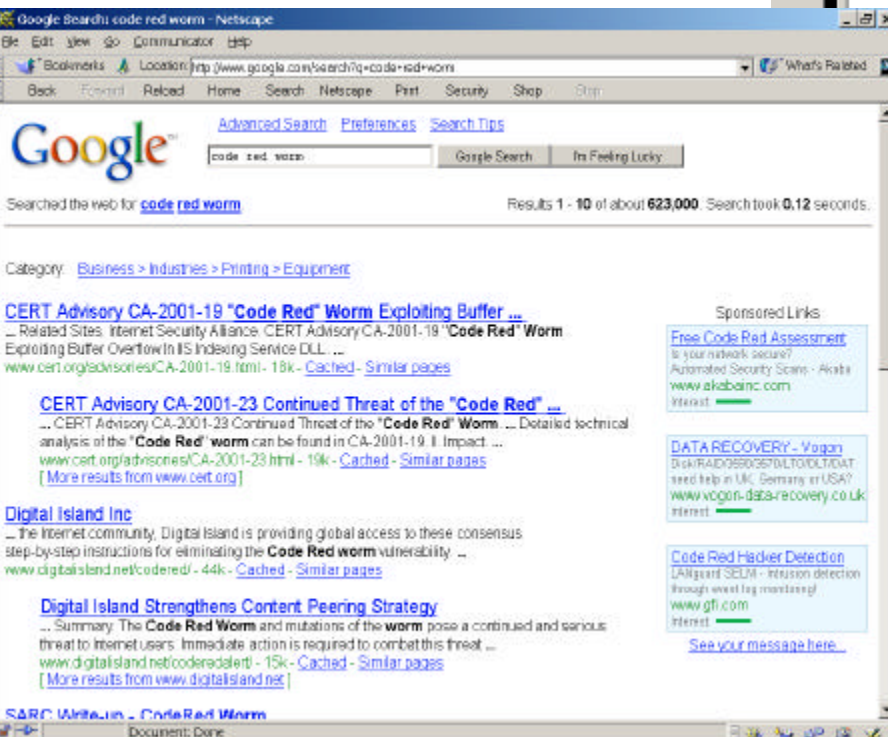 Google Search: code red worm - Netscape
File Edit View Go Communicator Help
Bookmarks Location: http://www.google.com/search?q=code+red+worm What's Related
Back Forward Reload Home Search Netscape Print Security Shop Stop
Google™
Advanced Search Preferences Search Tips
code red worm Google Search I'm Feeling Lucky
Searched the web for code red worm Results 1 - 10 of about 623,000. Search took 0.12 seconds.
Category: Business > Industries > Printing > Equipment
CERT Advisory CA-2001-19 "Code Red" Worm Exploiting Buffer ...
... Related Sites. Internet Security Alliance. CERT Advisory CA-2001-19 "Code Red" Worm
Exploiting Buffer Overflow In IIS Indexing Service DLL. ...
www.cert.org/advisories/CA-2001-19.html - 18k - Cached - Similar pages
CERT Advisory CA-2001-23 Continued Threat of the "Code Red" ...
... CERT Advisory CA-2001-23 Continued Threat of the "Code Red" Worm. ... Detailed technical
analysis of the "Code Red" worm can be found in CA-2001-19. II. Impact. ...
www.cert.org/advisories/CA-2001-23.html - 19k - Cached - Similar pages
[ More results from www.cert.org ]
Digital Island Inc
... the Internet community, Digital Island is providing global access to these consensus
step-by-step instructions for eliminating the Code Red worm vulnerability. ...
www.digitalisland.net/codered/ - 44k - Cached - Similar pages
Digital Island Strengthens Content Peering Strategy
... Summary. The Code Red Worm and mutations of the worm pose a continued and serious
threat to Internet users. Immediate action is required to combat this threat ...
www.digitalisland.net/coderedalert/ - 15k - Cached - Similar pages
[ More results from www.digitalisland.net ]
SARC Write-up - CodeRed Worm
Sponsored Links
Free Code Red Assessment
Is your network secure?
Automated Security Scans - Akaba
www.akabainc.com
Interest:
DATA RECOVERY - Vogon
need help in UK, Germany or USA?
www.vogon-data-recovery.co.uk
Interest:
Code Red Hacker Detection
LANguard SELM - intrusion detection
through event log monitoring!
www.gfi.com
Interest:
See your message here...
Document: Done